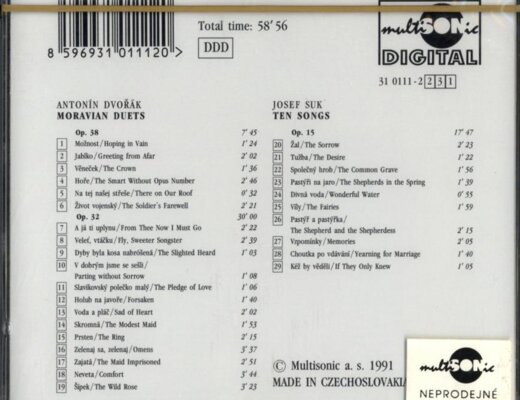 8 596931 011120
Total time: 58’56
DDD
multiSONic
DIGITAL
31 0111-2 231
ANTONÍN DVOŘÁK
MORAVIAN DUETS
Op. 38 7’45
1 Možnost/Hoping in Vain 1’24
2 Jablko/Greeting from Afar 2’02
3 Věneček/The Crown 1’36
4 Hoře/The Smart Without Opus Number 2’46
5 Na tej našej střeše/There on Our Roof 0’32
6 Život vojenský/The Soldier's Farewell 2’21
Op. 32 30’00
7 A já ti uplynu/From Thee Now I Must Go 2’22
8 Veleť, vtáčku/Fly, Sweeter Songster 2’39
9 Dyby byla kosa nabróšená/The Slighted Heard 1’03
10 V dobrým jsme se sešli/
Parting without Sorrow 1’08
11 Slavíkovský polečko malý/The Pledge of Love 1’06
12 Holub na javoře/Forsaken 1’40
13 Voda a pláč/Sad of Heart 2’02
14 Skromná/The Modest Maid 1’53
15 Prsten/The Ring 2’15
16 Zelenaj sa, zelenaj/Omens 3’37
17 Zajatá/The Maid Imprisoned 2’51
18 Neveta/Comfort 3’44
19 Šípek/The Wild Rose 3’23
JOSEF SUK
TEN SONGS
Op. 15 17’47
20 Žal/The Sorrow 2’23
21 Tužba/The Desire 1’22
22 Společný hrob/The Common Grave 1’56
23 Pastýři na jaro/The Shepherds in the Spring 1’39
24 Divná voda/Wonderful Water 0’55
25 Víly/The Fairies 1’59
26 Pastýř a pastýřka/
The Shepherd and the Shepherdess 2’15
27 Vzpomínky/Memories 2’05
28 Choutka po vdávání/Yearning for Marriage 1’40
29 Kéž by věděli/If They Only Knew 1’05
© Multisonic a. s. 1991
MADE IN CZECHOSLOVAKIA
multiSONic
NEPRODEJNÉ